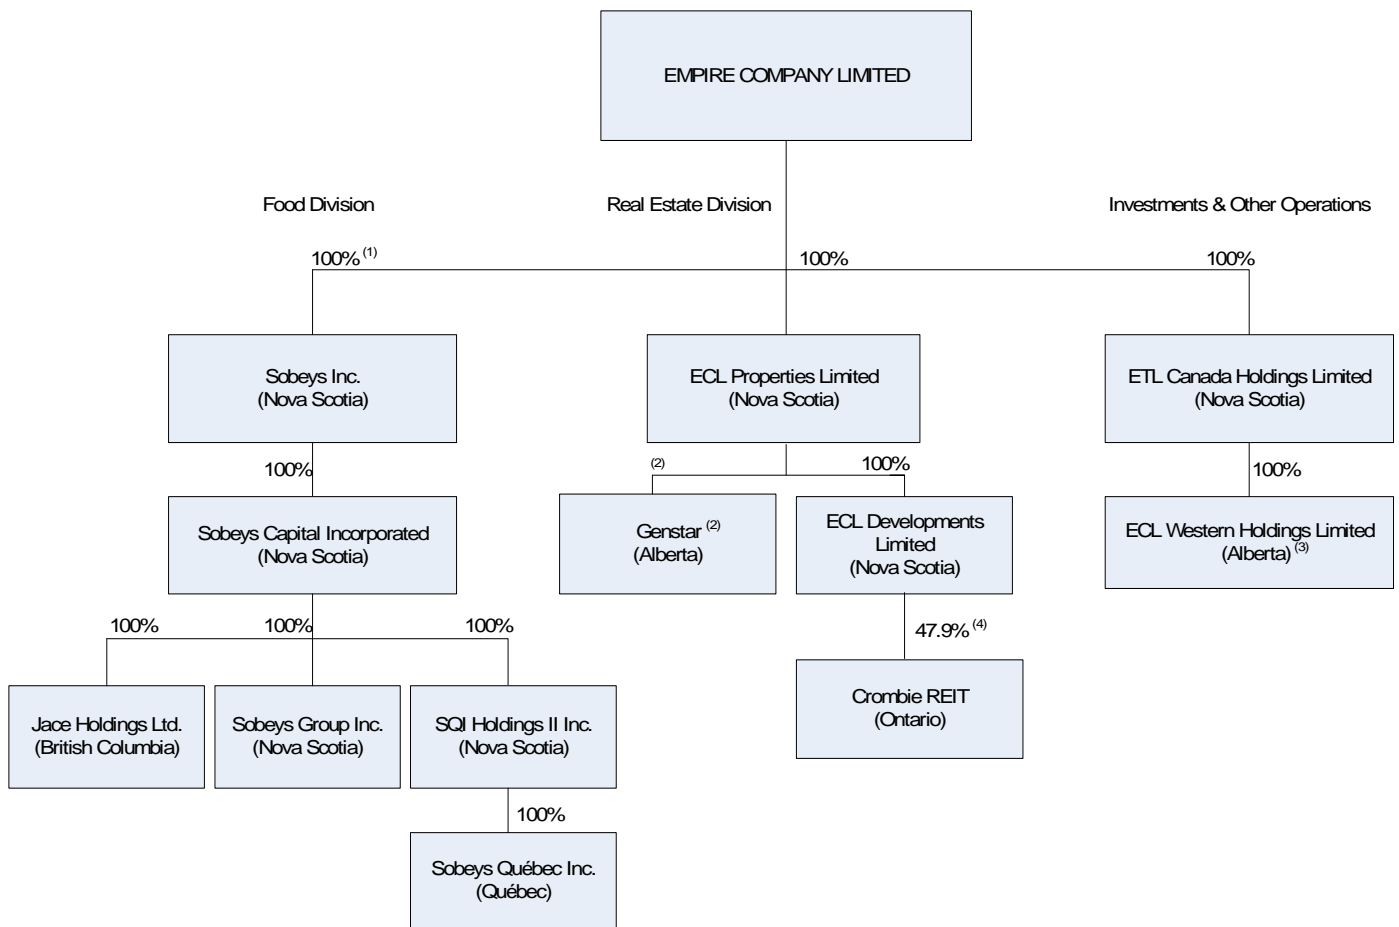 EMPIRE COMPANY LIMITED
Food Division
Real Estate Division
Investments & Other Operations
100% (1)
100%
100%
Sobeys Inc.
(Nova Scotia)
ECL Properties Limited
(Nova Scotia)
ETL Canada Holdings Limited
(Nova Scotia)
100%
(2)
100%
100%
Sobeys Capital Incorporated
(Nova Scotia)
Genstar (2)
(Alberta)
ECL Developments
Limited
(Nova Scotia)
ECL Western Holdings Limited
(Alberta) (3)
100%
100%
100%
47.9% (4)
Jace Holdings Ltd.
(British Columbia)
Sobeys Group Inc.
(Nova Scotia)
SQI Holdings II Inc.
(Nova Scotia)
Crombie REIT
(Ontario)
100%
Sobeys Québec Inc.
(Québec)